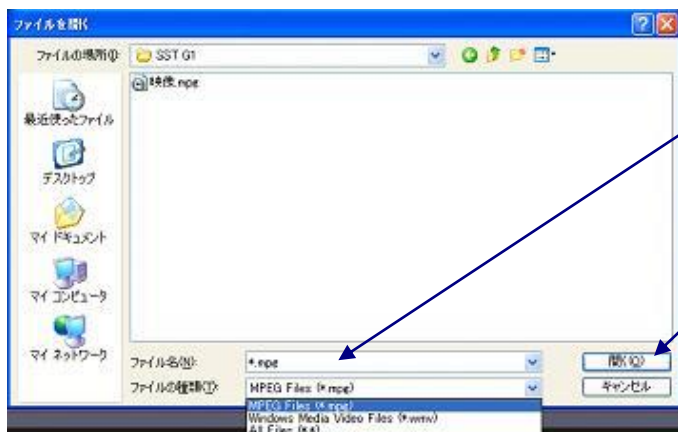 ファイルを開く
ファイルの場所(I):
SST G1
映像.mpg
最近使ったファイル
デスクトップ
マイ ドキュメント
マイ コンピュータ
マイ ネットワーク
ファイル名(N):
*.mpg
開く(O)
ファイルの種類(T):
MPEG Files (*.mpg)
キャンセル
MPEG Files (*.mpg)
Windows Media Video Files (*.wmv)
All Files (*.*)